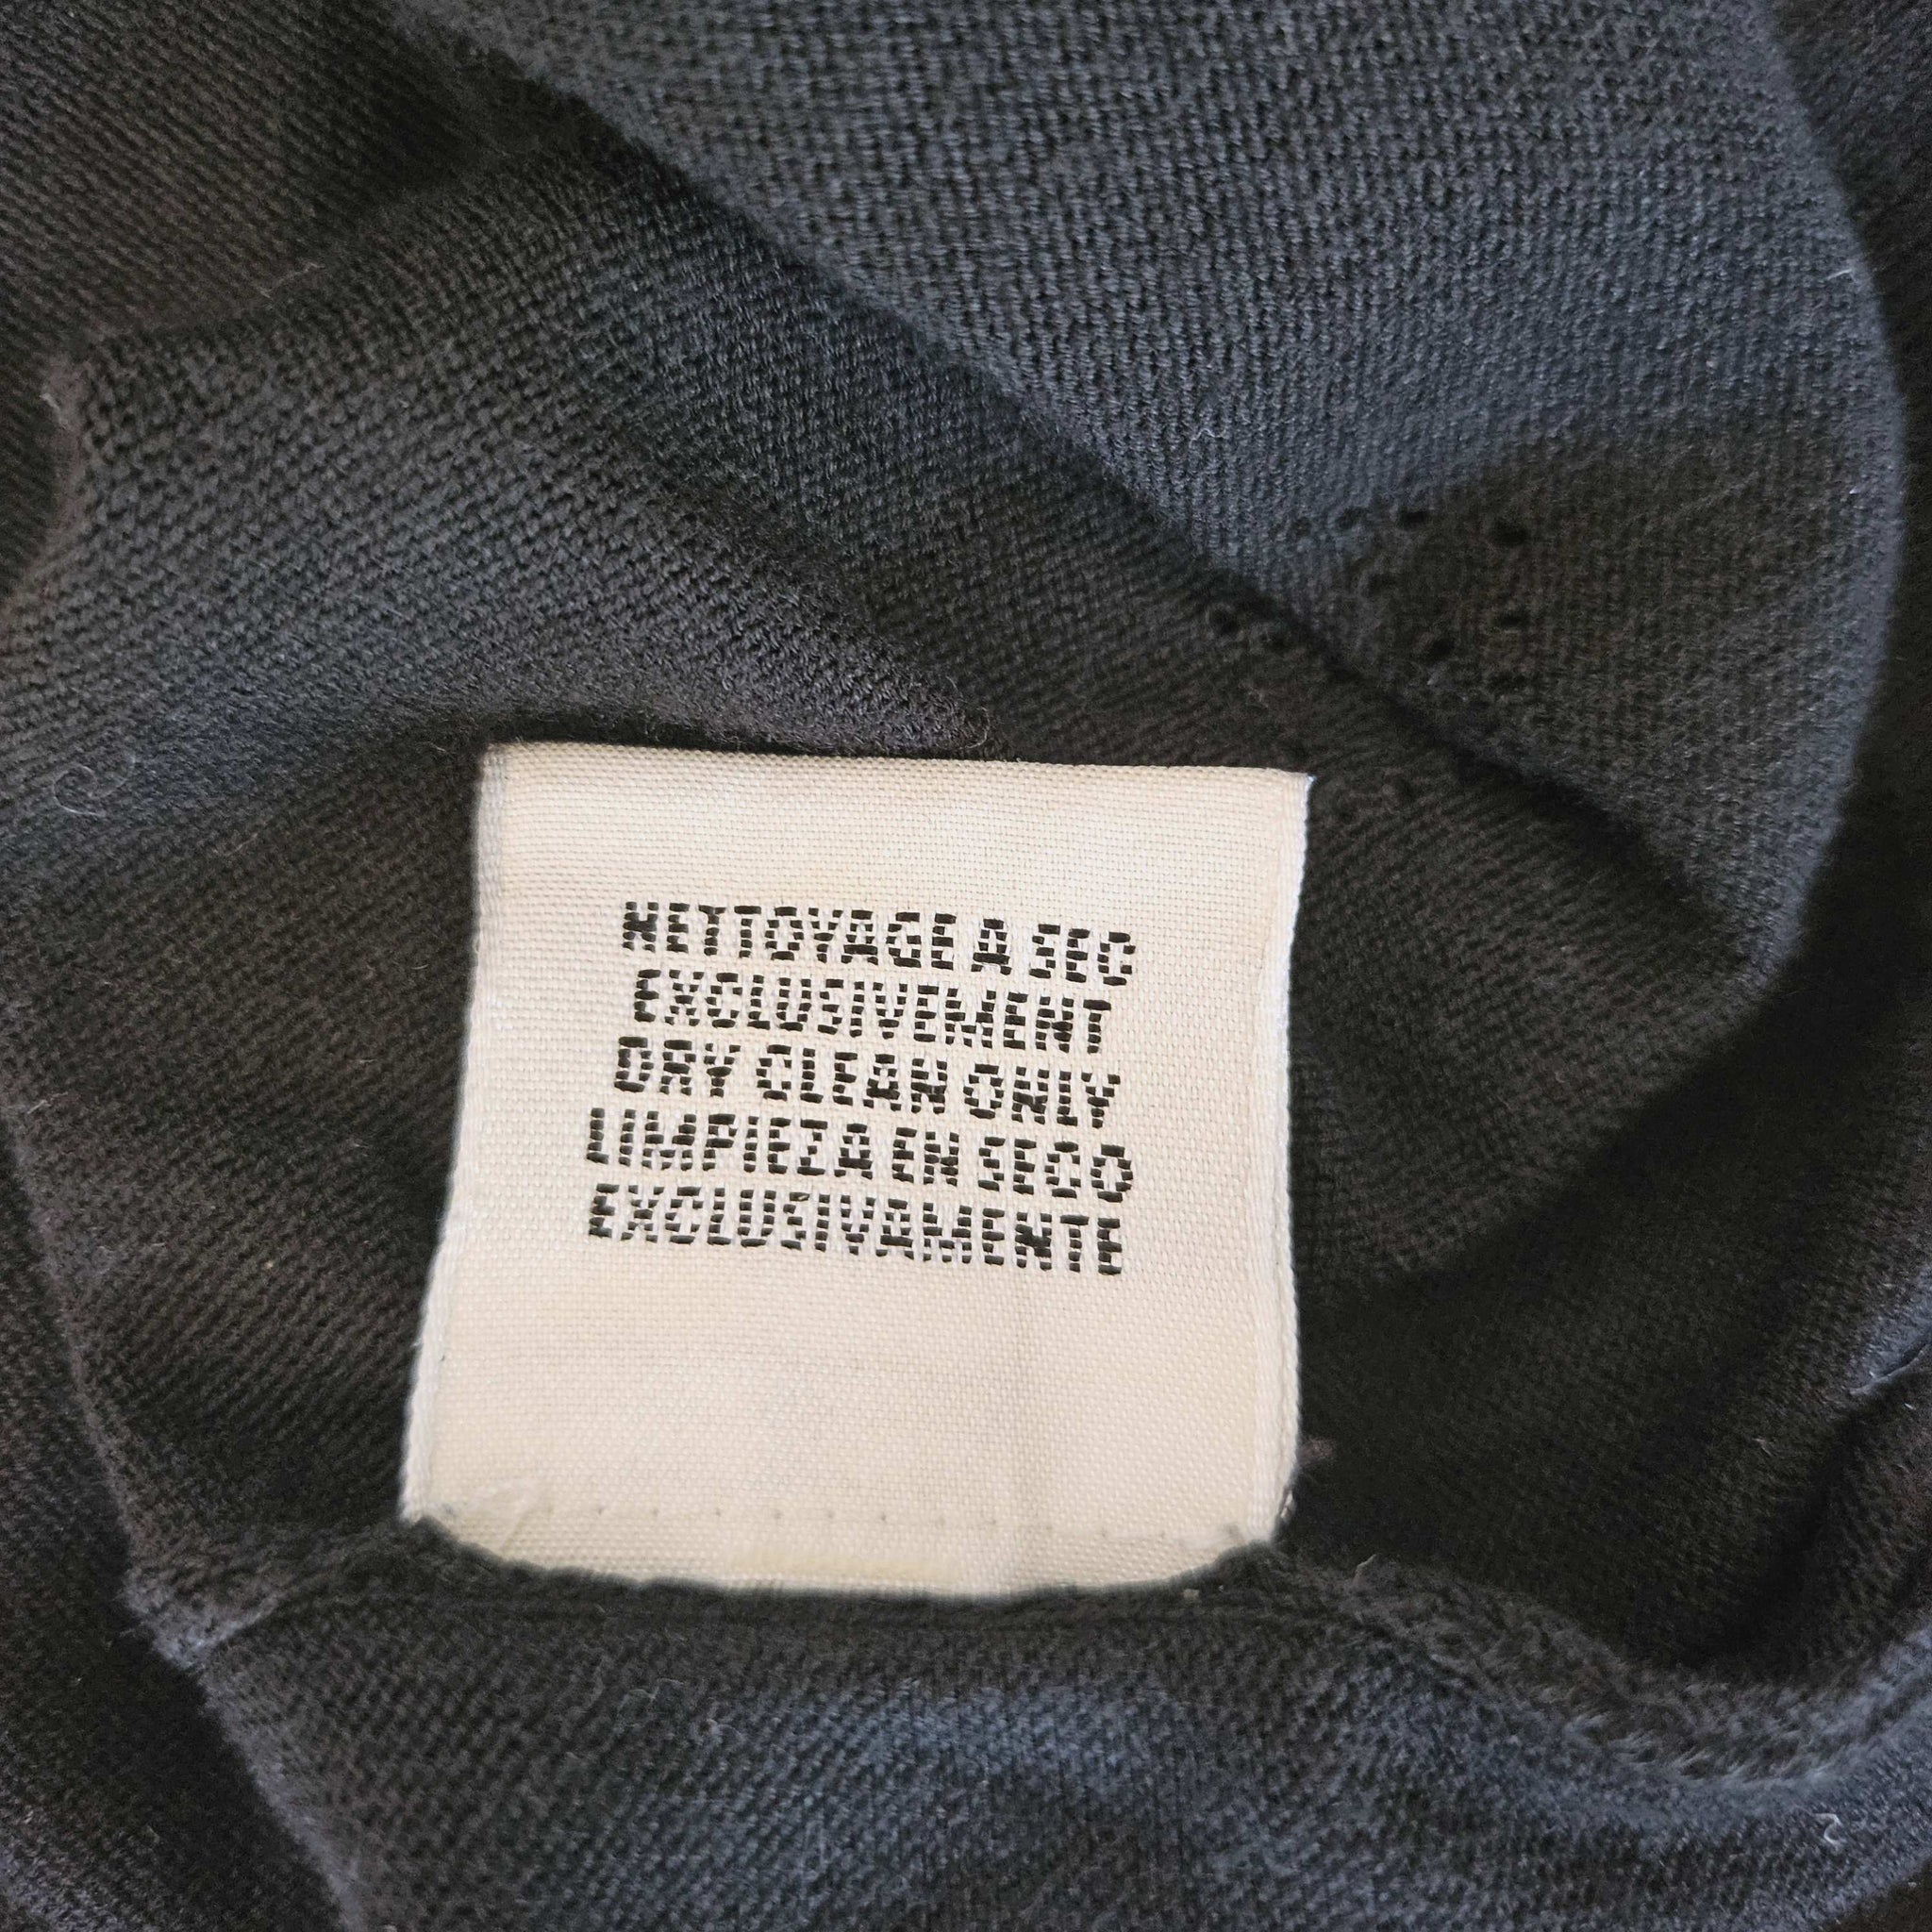 NETTOYAGE A SEC
EXCLUSIVEMENT
DRY CLEAN ONLY
LIMPIEZA EN SECO
EXCLUSIVAMENTE